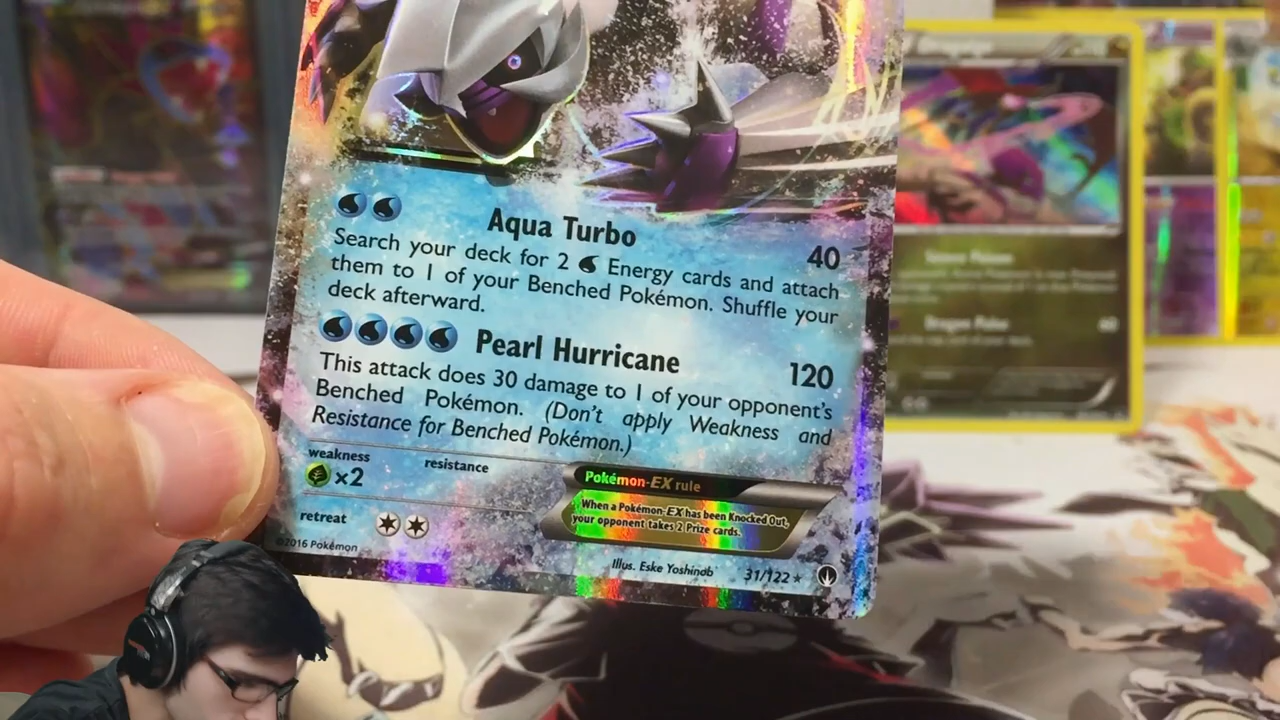 Aqua Turbo 40
Search your deck for 2 Energy cards and attach
them to 1 of your Benched Pokémon. Shuffle your
deck afterward.
Pearl Hurricane 120
This attack does 30 damage to 1 of your opponent's
Benched Pokémon. (Don't apply Weakness and
Resistance for Benched Pokémon.)
weakness resistance
×2
Pokémon-EX rule
When a Pokémon-EX has been Knocked Out,
your opponent takes 2 Prize cards.
retreat
©2016 Pokémon
Illus. Eske Yoshinob 31/122